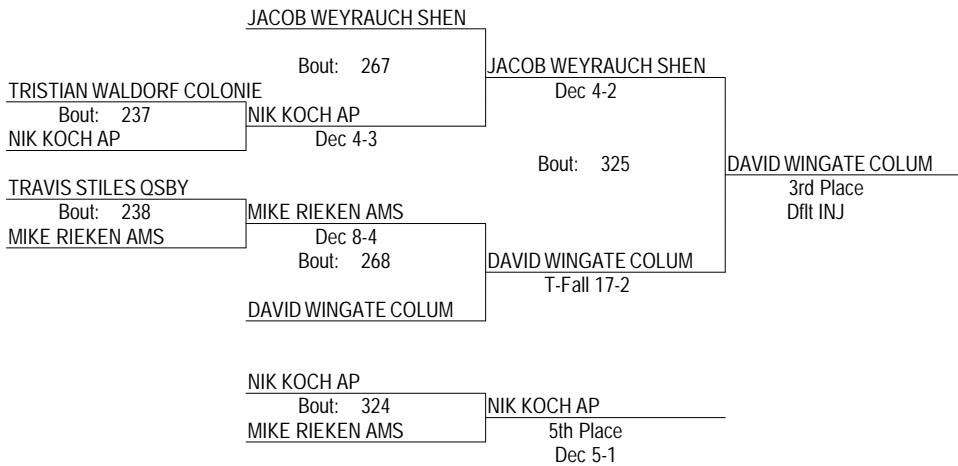 JACOB WEYRAUCH SHEN
Bout: 267
JACOB WEYRAUCH SHEN
Dec 4-2
TRISTIAN WALDORF COLONIE
Bout: 237
NIK KOCH AP
NIK KOCH AP
Dec 4-3
Bout: 325
DAVID WINGATE COLUM
3rd Place
Dflt INJ
TRAVIS STILES QSBY
Bout: 238
MIKE RIEKEN AMS
MIKE RIEKEN AMS
Dec 8-4
Bout: 268
DAVID WINGATE COLUM
T-Fall 17-2
DAVID WINGATE COLUM
NIK KOCH AP
Bout: 324
NIK KOCH AP
MIKE RIEKEN AMS
5th Place
Dec 5-1